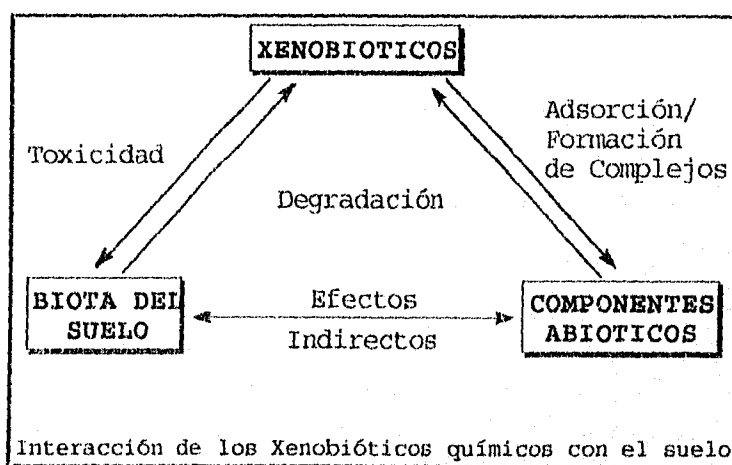 XENOBIOTICOS
Toxicidad
Adsorción/
Formación
de Complejos
Degradación
BIOTA DEL
SUELO
Efectos
Indirectos
COMPONENTES
ABIOTICOS
Interacción de los Xenobióticos químicos con el suelo